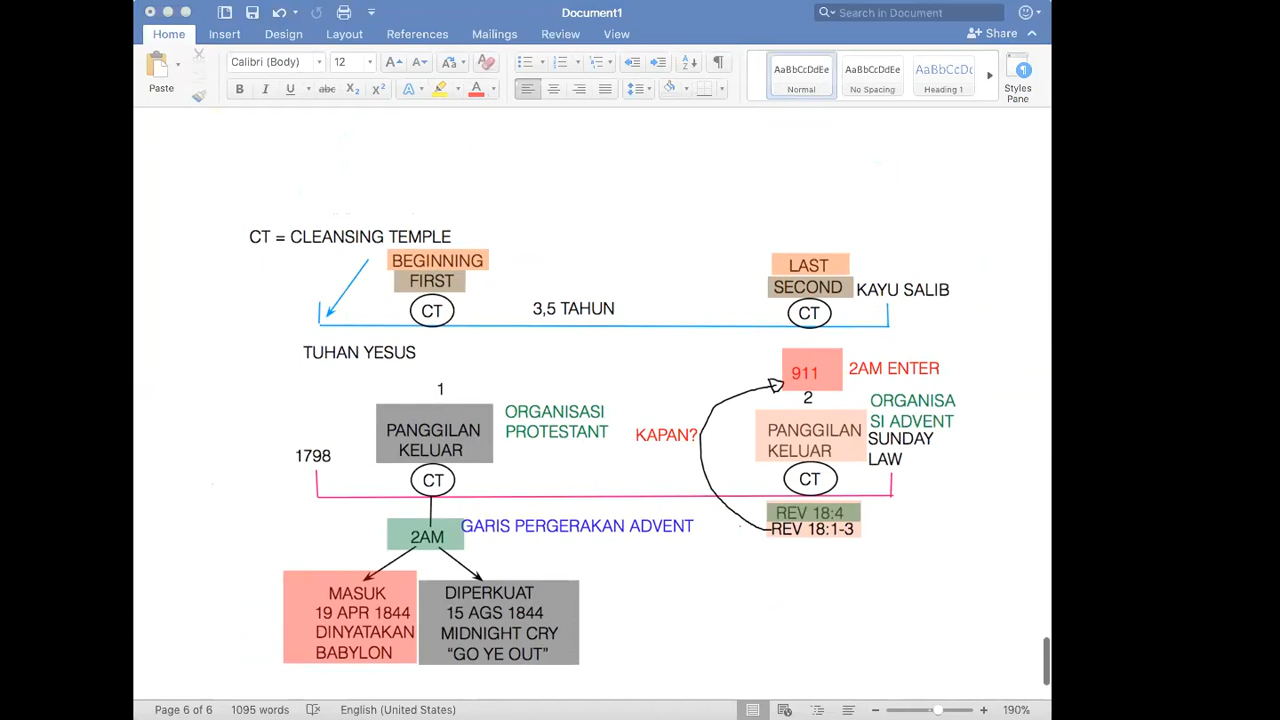 Document1
Search in Document
Home Insert Design Layout References Mailings Review View
Share
Paste
Calibri (Body) 12
AaBbCcDdEe AaBbCcDdEe AaBbCcDc
Normal No Spacing Heading 1
Styles
Pane
CT = CLEANSING TEMPLE
BEGINNING
FIRST
CT
3,5 TAHUN
LAST
SECOND
CT
KAYU SALIB
TUHAN YESUS
911
2AM ENTER
1
2
PANGGILAN
KELUAR
ORGANISASI
PROTESTANT
KAPAN?
PANGGILAN
KELUAR
ORGANISA
SI ADVENT
SUNDAY
LAW
1798
CT
CT
GARIS PERGERAKAN ADVENT
REV 18:4
REV 18:1-3
2AM
MASUK
19 APR 1844
DINYATAKAN
BABYLON
DIPERKUAT
15 AGS 1844
MIDNIGHT CRY
“GO YE OUT”
Page 6 of 6 1095 words English (United States) 190%